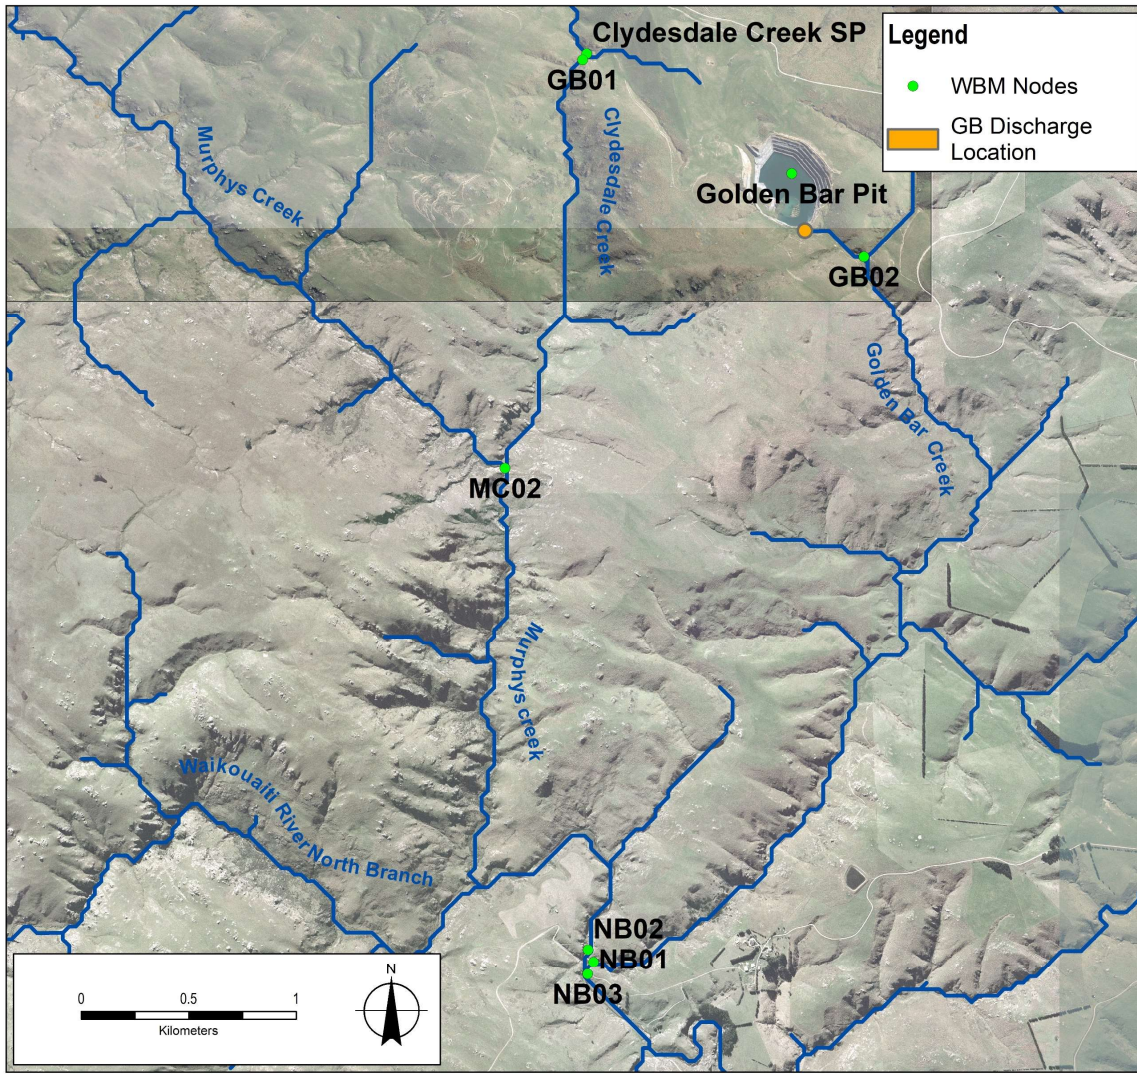 Clydesdale Creek SP
GB01
Legend
WBM Nodes
GB Discharge
Location
Murphys Creek
Clydesdale Creek
Golden Bar Pit
GB02
Golden Bar Creek
MC02
Murphys creek
Waikouaiti River North Branch
NB02
NB01
NB03
0 0.5 1
Kilometers
N